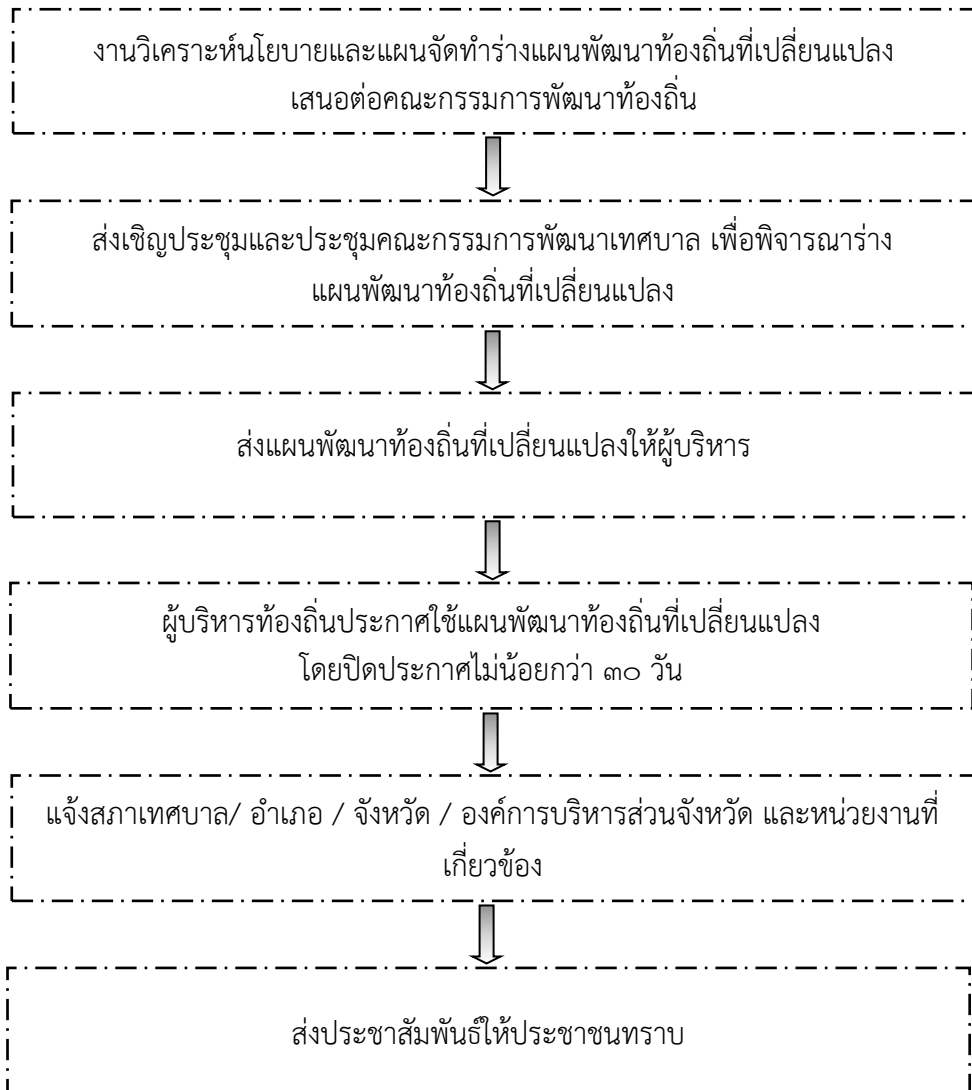 งานวิเคราะห์นโยบายและแผนจัดทำร่างแผนพัฒนาท้องถิ่นที่เปลี่ยนแปลง
เสนอต่อคณะกรรมการพัฒนาท้องถิ่น
ส่งเชิญประชุมและประชุมคณะกรรมการพัฒนาเทศบาล เพื่อพิจารณาร่าง
แผนพัฒนาท้องถิ่นที่เปลี่ยนแปลง
ส่งแผนพัฒนาท้องถิ่นที่เปลี่ยนแปลงให้ผู้บริหาร
ผู้บริหารท้องถิ่นประกาศใช้แผนพัฒนาท้องถิ่นที่เปลี่ยนแปลง
โดยปิดประกาศไม่น้อยกว่า ๓๐ วัน
แจ้งสภาเทศบาล/ อำเภอ / จังหวัด / องค์การบริหารส่วนจังหวัด และหน่วยงานที่
เกี่ยวข้อง
ส่งประชาสัมพันธ์ให้ประชาชนทราบ